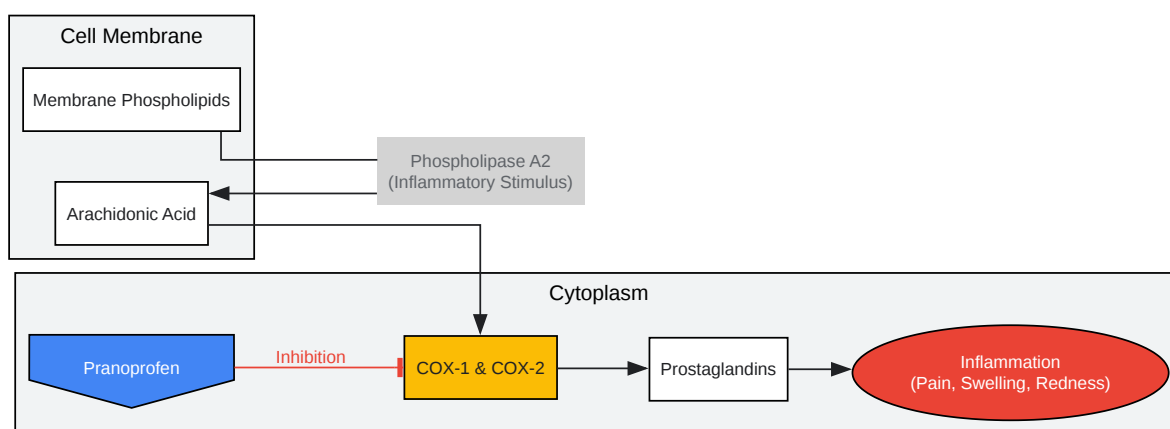 Cell Membrane
Membrane Phospholipids
Phospholipase A2
(Inflammatory Stimulus)
Arachidonic Acid
Cytoplasm
Pranoprofen
Inhibition
COX-1 & COX-2
Prostaglandins
Inflammation
(Pain, Swelling, Redness)